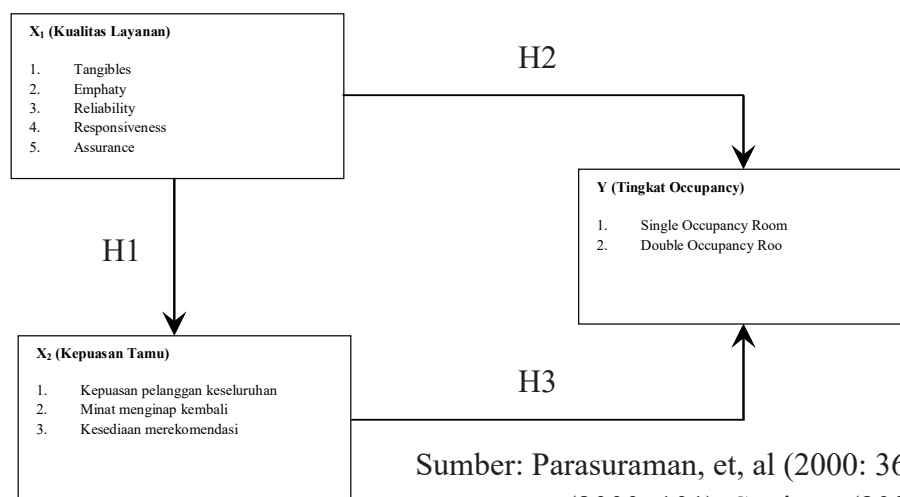 X₁ (Kualitas Layanan)
1. Tangibles
2. Emphaty
3. Reliability
4. Responsiveness
5. Assurance
H2
Y (Tingkat Occupancy)
1. Single Occupancy Room
2. Double Occupancy Roo
H1
X₂ (Kepuasan Tamu)
1. Kepuasan pelanggan keseluruhan
2. Minat menginap kembali
3. Kesediaan merekomendasi
H3
Sumber: Parasuraman, et, al (2000: 36